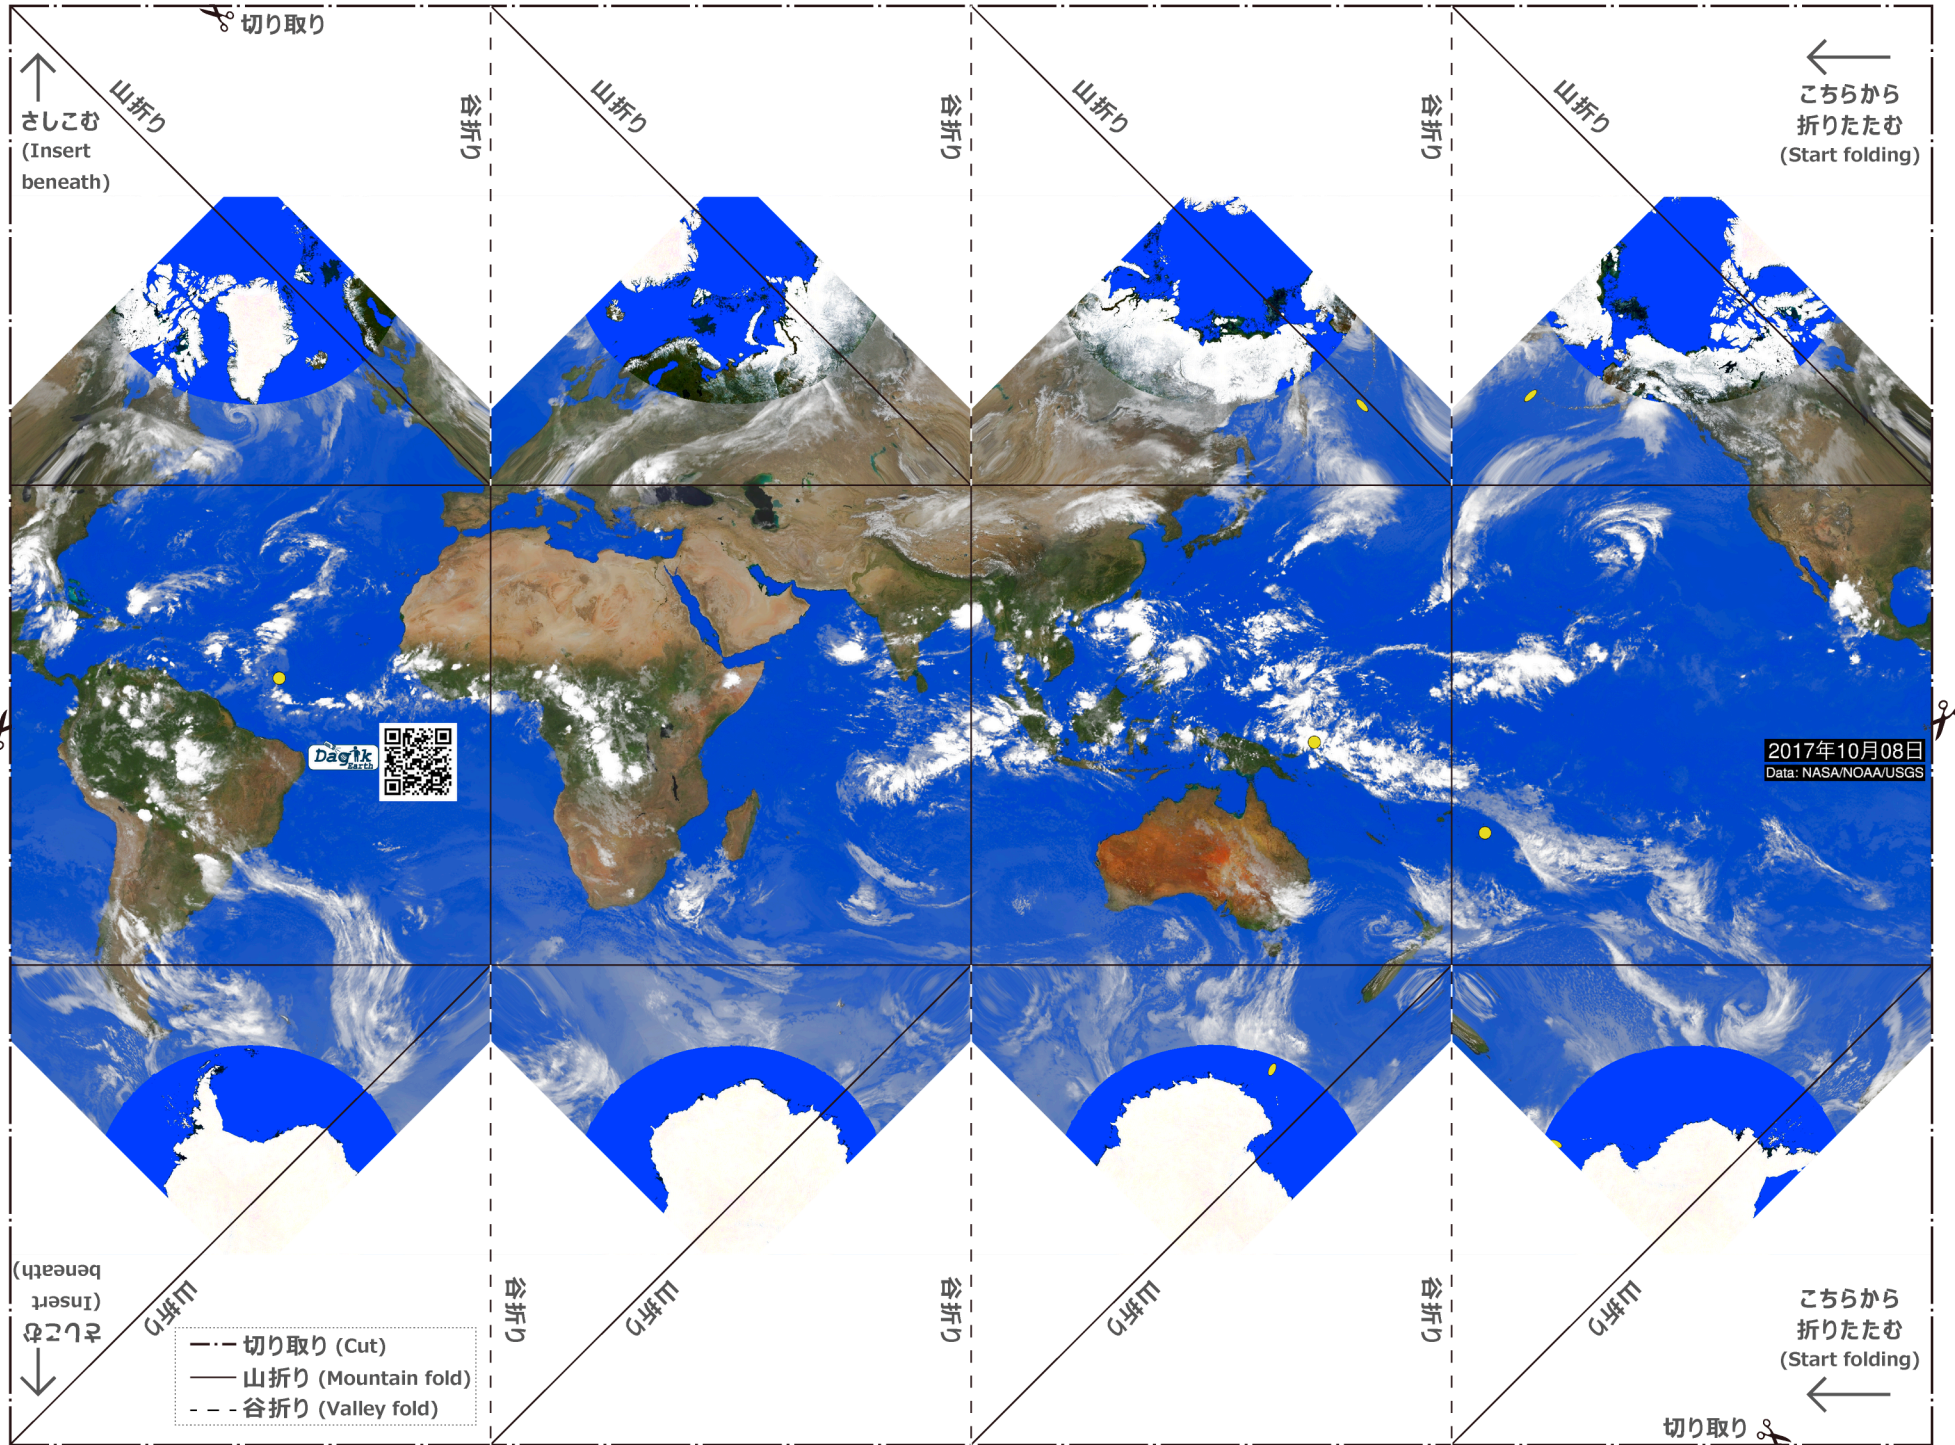 切り取り
さしこむ
(Insert
beneath)
山折り
谷折り
山折り
谷折り
山折り
谷折り
山折り
こちらから
折りたたむ
(Start folding)
Dagik
Earth
2017年10月08日
Data: NASA/NOAA/USGS
さしこむ
(Insert
beneath)
山折り
谷折り
山折り
谷折り
山折り
谷折り
山折り
切り取り (Cut)
山折り (Mountain fold)
谷折り (Valley fold)
こちらから
折りたたむ
(Start folding)
切り取り